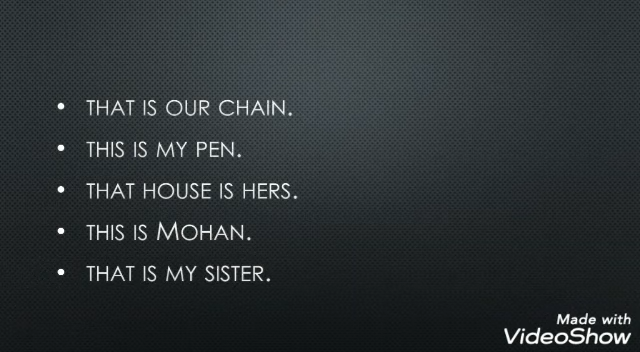 • THAT IS OUR CHAIN.
• THIS IS MY PEN.
• THAT HOUSE IS HERS.
• THIS IS MOHAN.
• THAT IS MY SISTER.
Made with
VideoShow